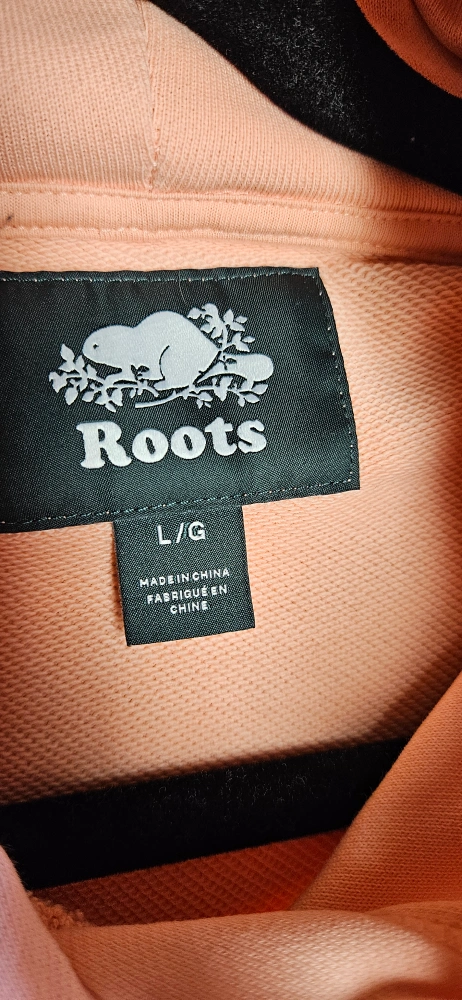 Roots
L/G
MADE IN CHINA
FABRIQUÉ EN
CHINE